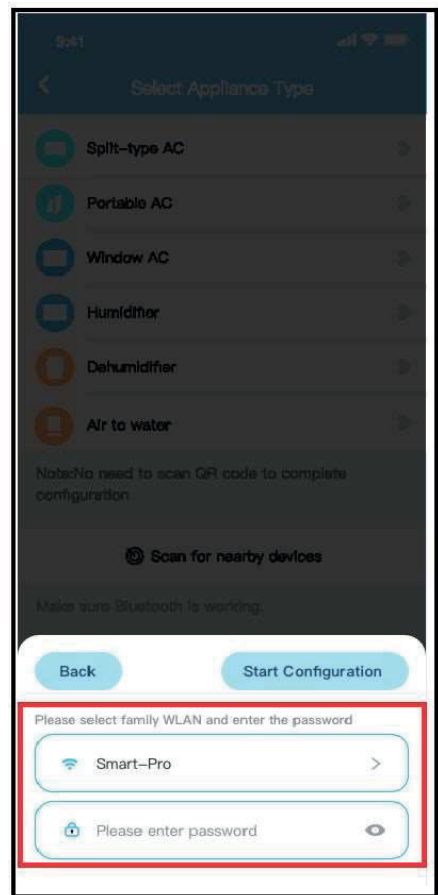 9:41
Select Appliance Type
Split-type AC
Portable AC
Window AC
Humidifier
Dehumidifier
Air to water
Note:No need to scan QR code to complete
configuration
Scan for nearby devices
Make sure Bluetooth is working.
Back
Start Configuration
Please select family WLAN and enter the password
Smart-Pro
Please enter password